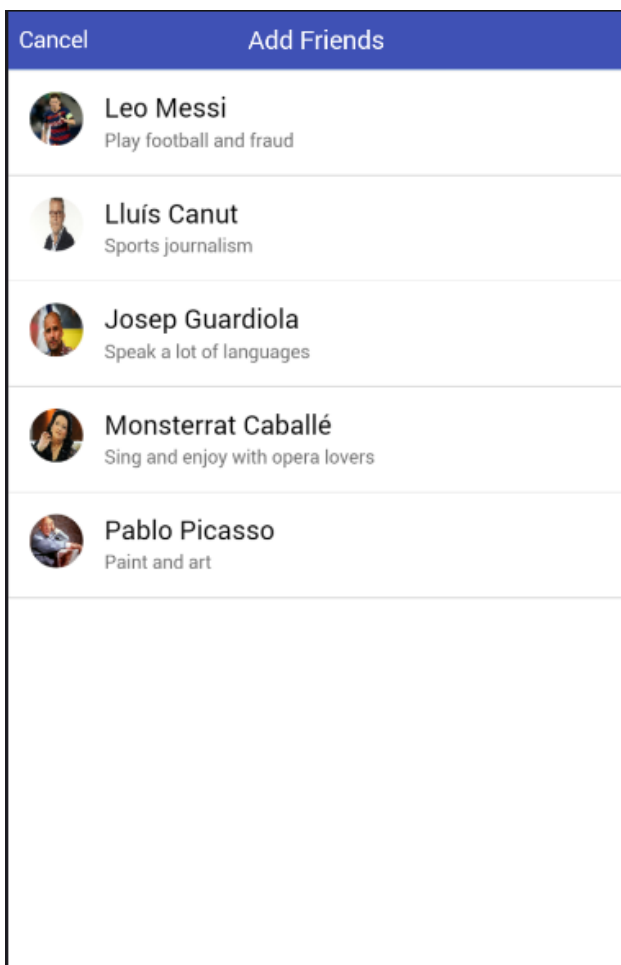 Cancel Add Friends
Leo Messi
Play football and fraud
Lluís Canut
Sports journalism
Josep Guardiola
Speak a lot of languages
Monsterrat Caballé
Sing and enjoy with opera lovers
Pablo Picasso
Paint and art